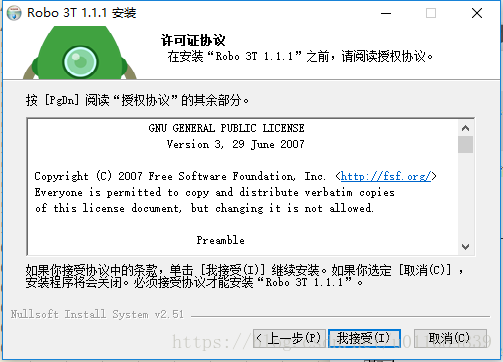 Robo 3T 1.1.1 安装
许可证协议
在安装“Robo 3T 1.1.1”之前，请阅读授权协议。
按 [PgDn] 阅读“授权协议”的其余部分。
GNU GENERAL PUBLIC LICENSE
Version 3, 29 June 2007
Copyright (C) 2007 Free Software Foundation, Inc. <http://fsf.org/>
Everyone is permitted to copy and distribute verbatim copies
of this license document, but changing it is not allowed.
Preamble
如果你接受协议中的条款，单击 [我接受(I)] 继续安装。如果你选定 [取消(C)] ，
安装程序将会关闭。必须接受协议才能安装“Robo 3T 1.1.1”。
Nullsoft Install System v2.51
< 上一步(P) 我接受(I) 取消(C)